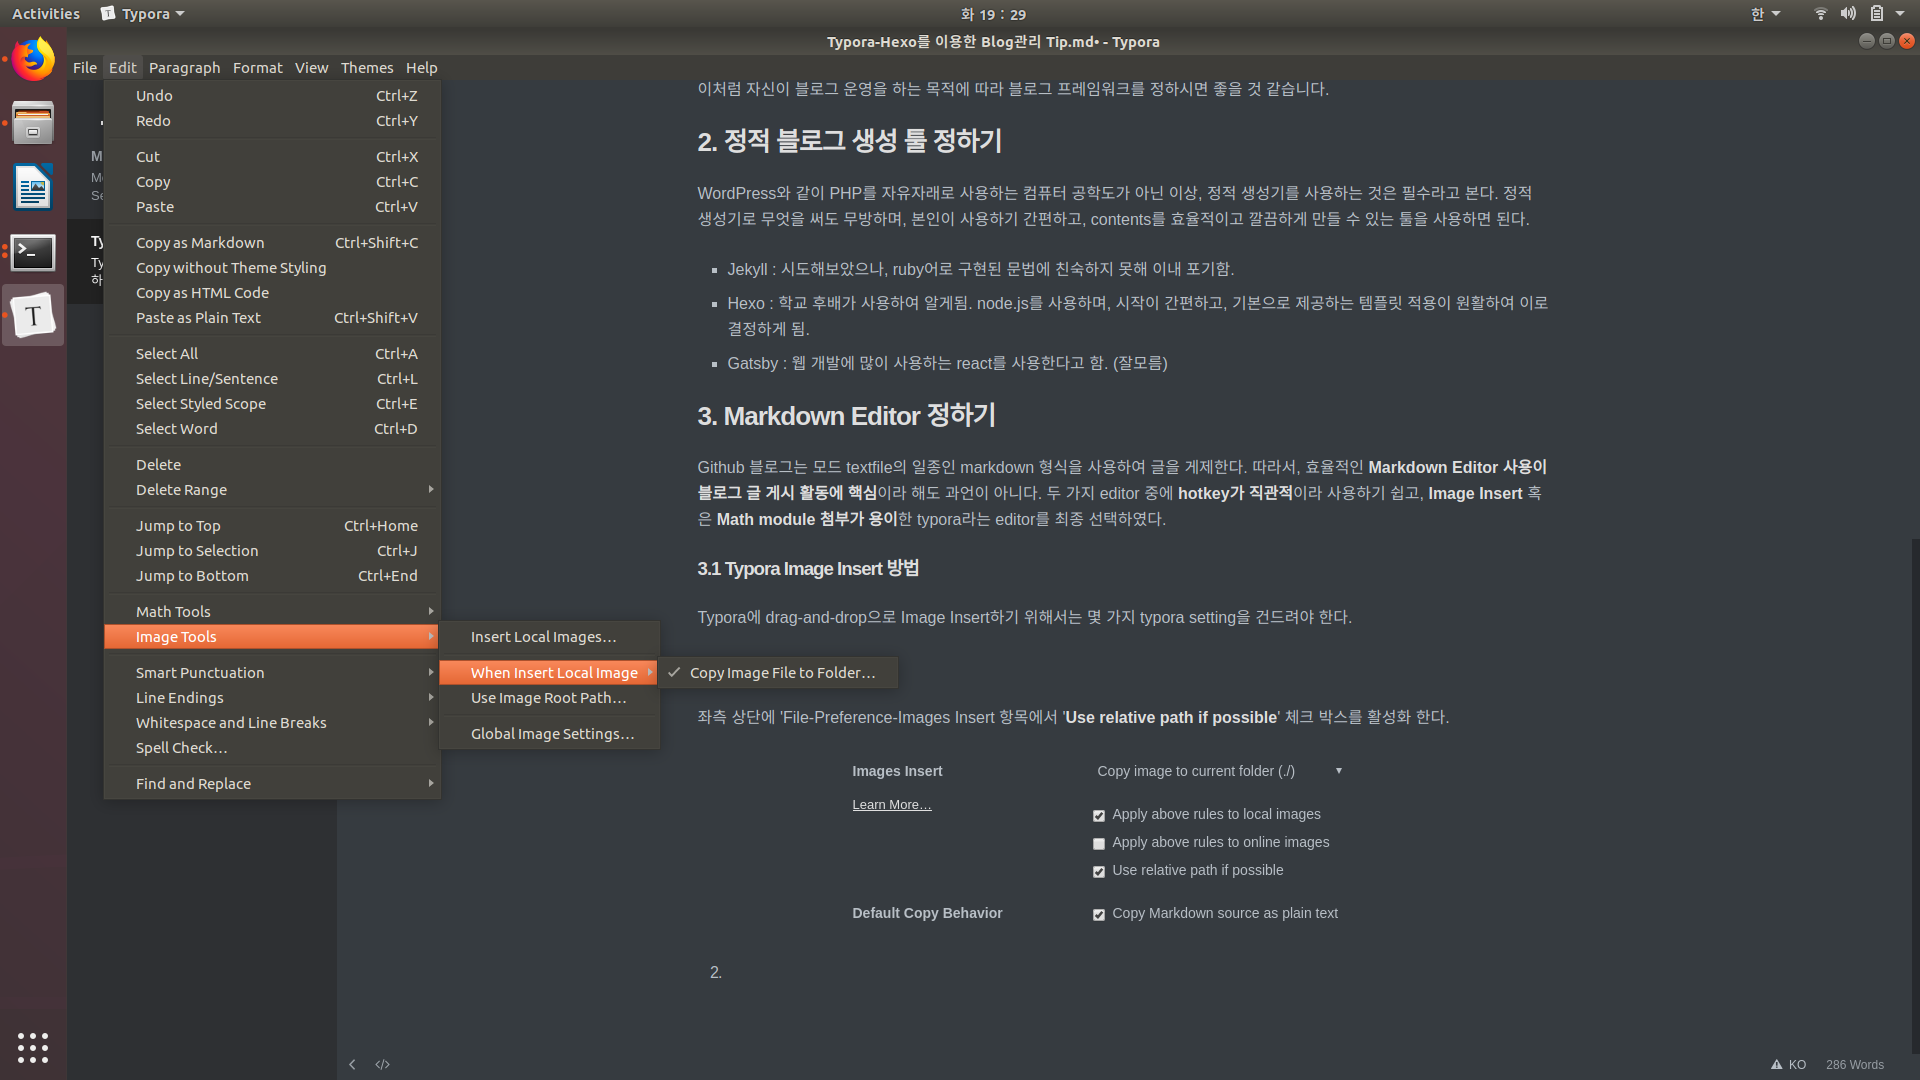 Activities
Typora
화 19 : 29
한
Typora-Hexo를 이용한 Blog관리 Tip.md• - Typora
File Edit Paragraph Format View Themes Help
Undo Ctrl+Z
Redo Ctrl+Y
Cut Ctrl+X
Copy Ctrl+C
Paste Ctrl+V
Copy as Markdown Ctrl+Shift+C
Copy without Theme Styling
Copy as HTML Code
Paste as Plain Text Ctrl+Shift+V
Select All Ctrl+A
Select Line/Sentence Ctrl+L
Select Styled Scope Ctrl+E
Select Word Ctrl+D
Delete
Delete Range
Jump to Top Ctrl+Home
Jump to Selection Ctrl+J
Jump to Bottom Ctrl+End
Math Tools
Image Tools
Smart Punctuation
Line Endings
Whitespace and Line Breaks
Spell Check...
Find and Replace
Insert Local Images...
When Insert Local Image
Use Image Root Path...
Global Image Settings...
Copy Image File to Folder...
이처럼 자신이 블로그 운영을 하는 목적에 따라 블로그 프레임워크를 정하시면 좋을 것 같습니다.
2. 정적 블로그 생성 툴 정하기
WordPress와 같이 PHP를 자유자래로 사용하는 컴퓨터 공학도가 아닌 이상, 정적 생성기를 사용하는 것은 필수라고 본다. 정적
생성기로 무엇을 써도 무방하며, 본인이 사용하기 간편하고, contents를 효율적이고 깔끔하게 만들 수 있는 툴을 사용하면 된다.
Jekyll : 시도해보았으나, ruby어로 구현된 문법에 친숙하지 못해 이내 포기함.
Hexo : 학교 후배가 사용하여 알게됨. node.js를 사용하며, 시작이 간편하고, 기본으로 제공하는 템플릿 적용이 원활하여 이로
결정하게 됨.
Gatsby : 웹 개발에 많이 사용하는 react를 사용한다고 함. (잘모름)
3. Markdown Editor 정하기
Github 블로그는 모드 textfile의 일종인 markdown 형식을 사용하여 글을 게제한다. 따라서, 효율적인 Markdown Editor 사용이
블로그 글 게시 활동에 핵심이라 해도 과언이 아니다. 두 가지 editor 중에 hotkey가 직관적이라 사용하기 쉽고, Image Insert 혹
은 Math module 첨부가 용이한 typora라는 editor를 최종 선택하였다.
3.1 Typora Image Insert 방법
Typora에 drag-and-drop으로 Image Insert하기 위해서는 몇 가지 typora setting을 건드려야 한다.
좌측 상단에 'File-Preference-Images Insert 항목에서 'Use relative path if possible' 체크 박스를 활성화 한다.
Images Insert Copy image to current folder (./)
Learn More...
Apply above rules to local images
Apply above rules to online images
Use relative path if possible
Default Copy Behavior Copy Markdown source as plain text
2.
</> KO 286 Words